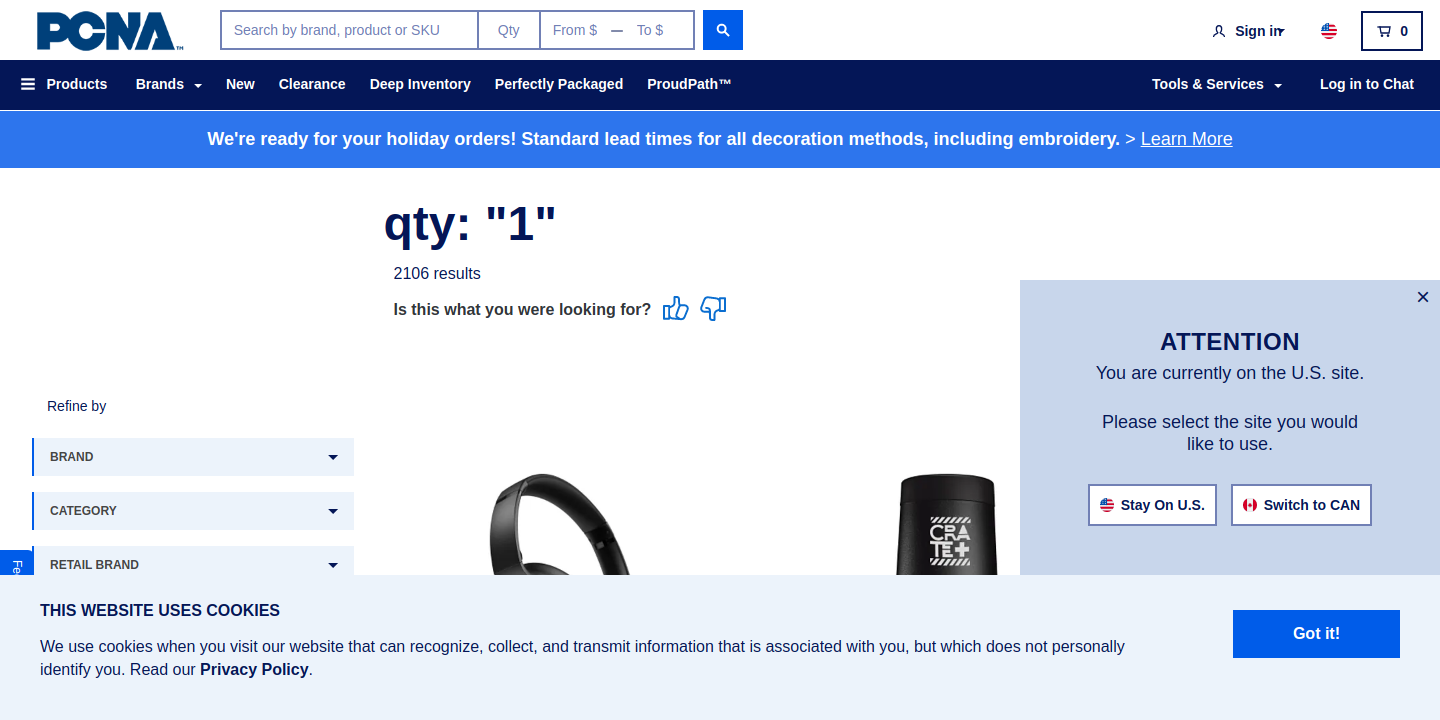 PCNA™
Search by brand, product or SKU Qty From $ — To $
Sign in
0
Products Brands New Clearance Deep Inventory Perfectly Packaged ProudPath™ Tools & Services Log in to Chat
We're ready for your holiday orders! Standard lead times for all decoration methods, including embroidery. > Learn More
qty: "1"
2106 results
Is this what you were looking for?
×
ATTENTION
You are currently on the U.S. site.
Please select the site you would
like to use.
Stay On U.S. Switch to CAN
Refine by
BRAND
CATEGORY
RETAIL BRAND
CRATE+
THIS WEBSITE USES COOKIES
We use cookies when you visit our website that can recognize, collect, and transmit information that is associated with you, but which does not personally
identify you. Read our Privacy Policy.
Got it!